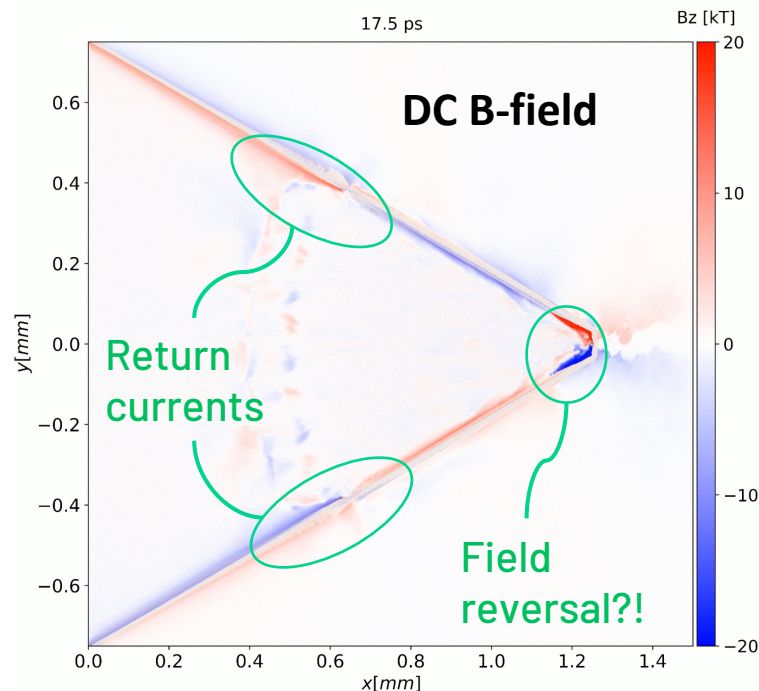 17.5 ps
Bz [kT]
DC B-field
Return
currents
Field
reversal?!
y[mm]
0.6
0.4
0.2
0.0
−0.2
−0.4
−0.6
0.0
0.2
0.4
0.6
0.8
1.0
1.2
1.4
x[mm]
20
10
0
−10
−20